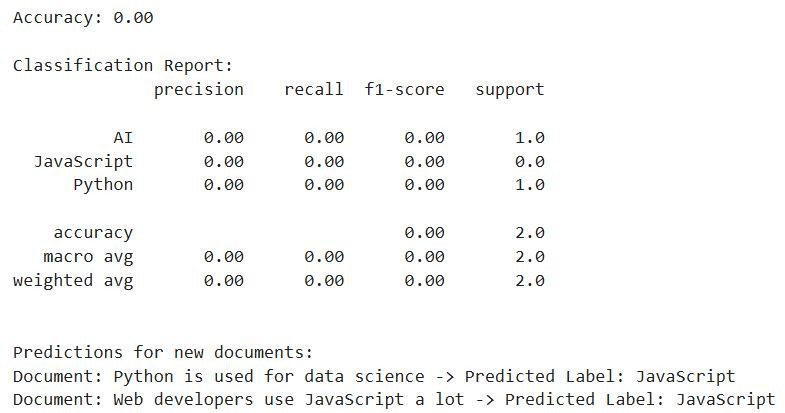 Accuracy: 0.00
Classification Report:
precision recall f1-score support
AI 0.00 0.00 0.00 1.0
JavaScript 0.00 0.00 0.00 0.0
Python 0.00 0.00 0.00 1.0
accuracy 0.00 2.0
macro avg 0.00 0.00 0.00 2.0
weighted avg 0.00 0.00 0.00 2.0
Predictions for new documents:
Document: Python is used for data science -> Predicted Label: JavaScript
Document: Web developers use JavaScript a lot -> Predicted Label: JavaScript